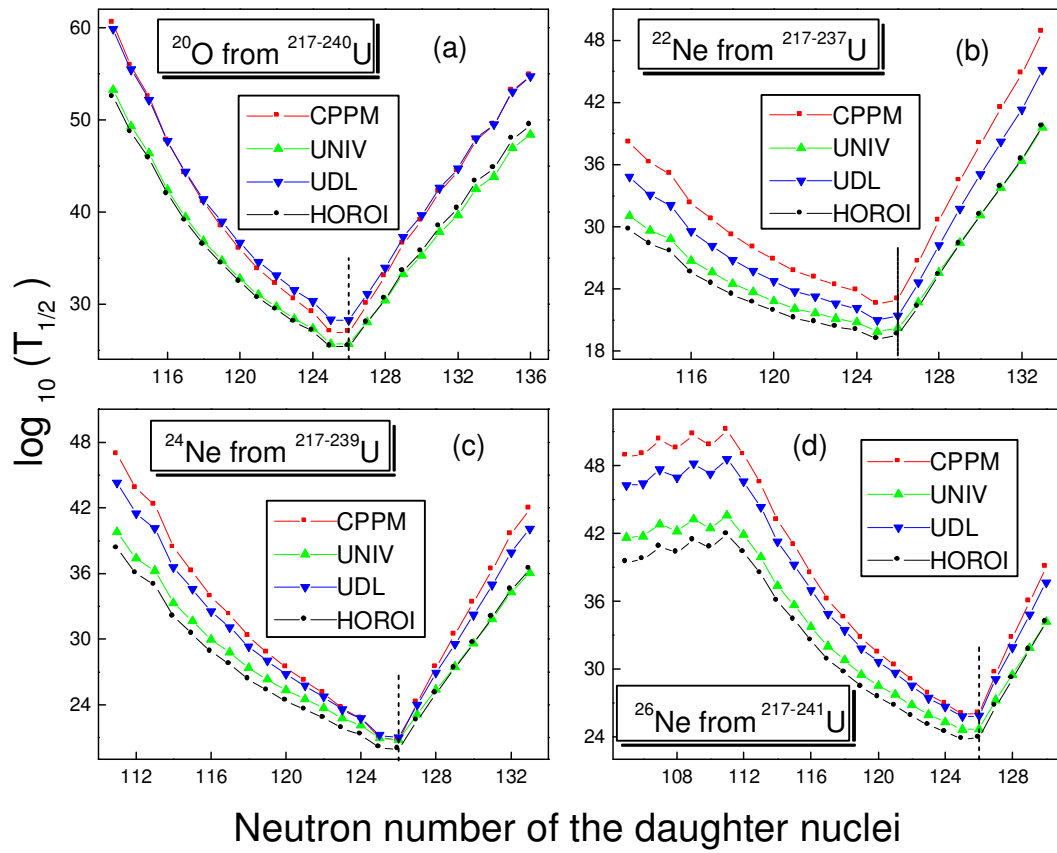 ²⁰O from ²¹⁷⁻²⁴⁰U
(a)
CPPM
UNIV
UDL
HOROI
60
50
40
30
116 120 124 128 132 136
²²Ne from ²¹⁷⁻²³⁷U
(b)
CPPM
UNIV
UDL
HOROI
48
42
36
30
24
18
116 120 124 128 132
²⁴Ne from ²¹⁷⁻²³⁹U
(c)
CPPM
UNIV
UDL
HOROI
48
42
36
30
24
112 116 120 124 128 132
(d)
CPPM
UNIV
UDL
HOROI
²⁶Ne from ²¹⁷⁻²⁴¹U
48
42
36
30
24
108 112 116 120 124 128
log ₁₀ (T₁/₂)
Neutron number of the daughter nuclei